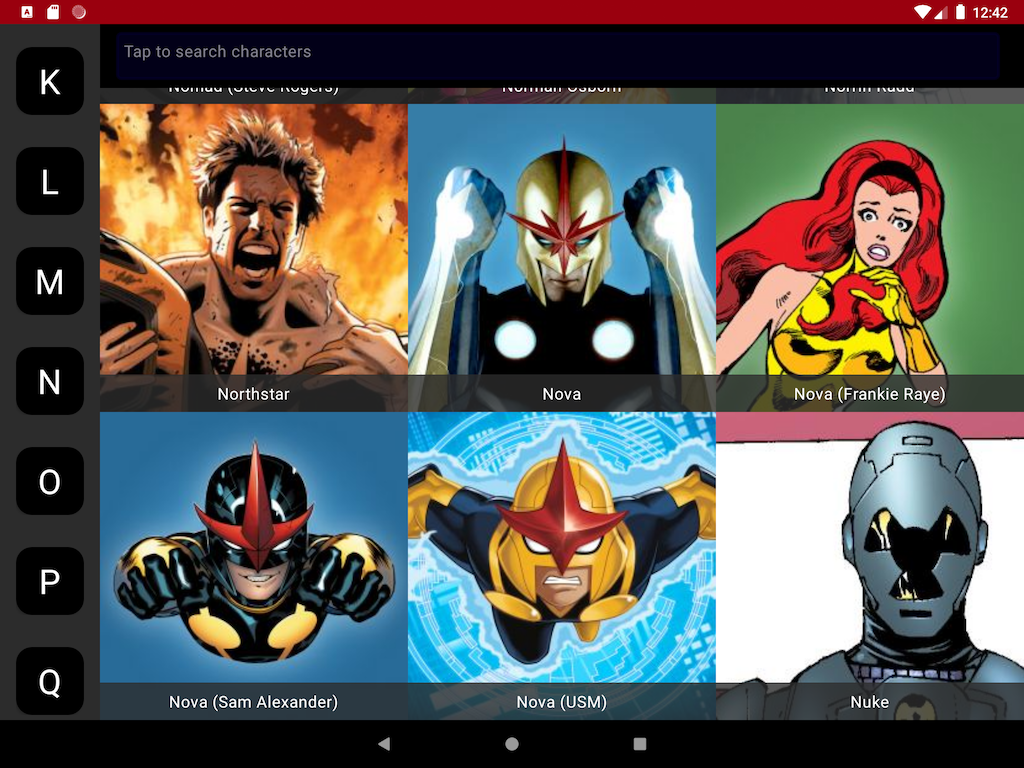 A
12:42
Tap to search characters
K
L
M
N
O
P
Q
Nomad (Steve Rogers)
Norman Osborn
Norrin Radd
Northstar
Nova
Nova (Frankie Raye)
Nova (Sam Alexander)
Nova (USM)
Nuke